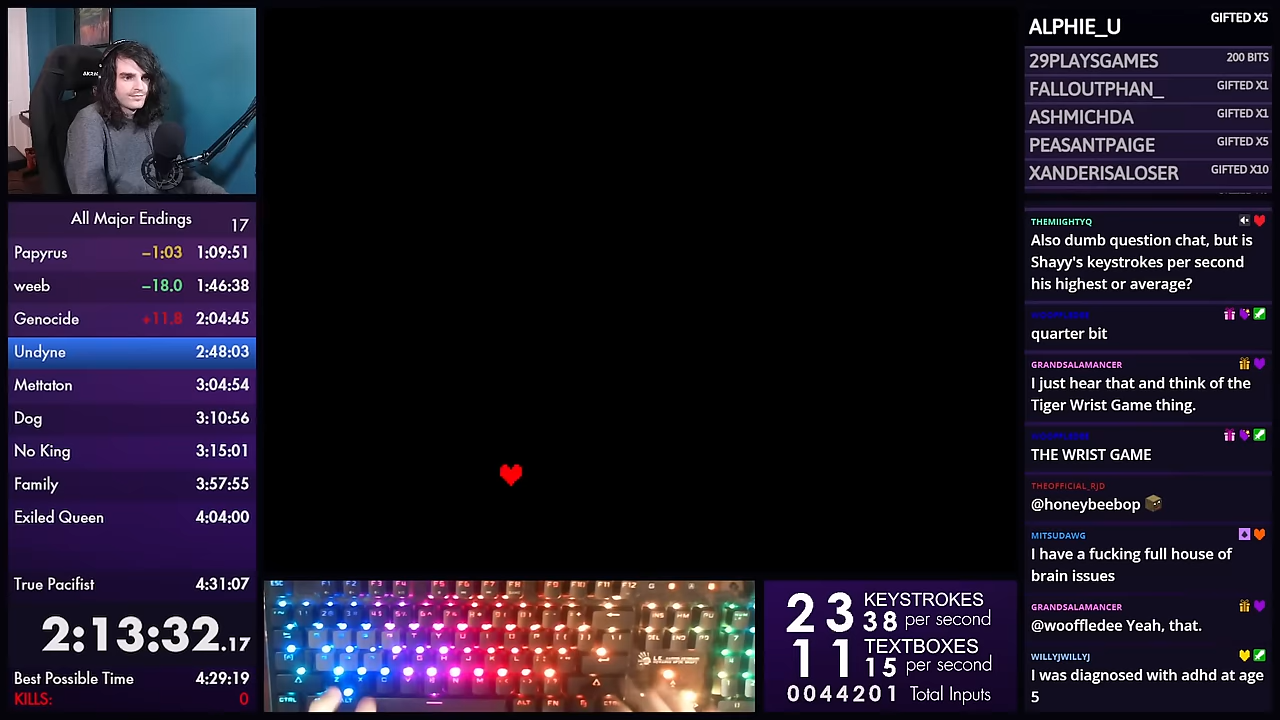 All Major Endings 17
Papyrus −1:03 1:09:51
weeb −18.0 1:46:38
Genocide +11.8 2:04:45
Undyne 2:48:03
Mettaton 3:04:54
Dog 3:10:56
No King 3:15:01
Family 3:57:55
Exiled Queen 4:04:00
True Pacifist 4:31:07
2:13:32.17
Best Possible Time 4:29:19
KILLS: 0
23 38 KEYSTROKES per second
11 15 TEXTBOXES per second
0044201 Total Inputs
ALPHIE_U GIFTED X5
29PLAYSGAMES 200 BITS
FALLOUTPHAN_ GIFTED X1
ASHMICHDA GIFTED X1
PEASANTPAIGE GIFTED X5
XANDERISALOSER GIFTED X10
THEMIIGHTYQ
Also dumb question chat, but is
Shayy's keystrokes per second
his highest or average?
quarter bit
GRANDSALAMANCER
I just hear that and think of the
Tiger Wrist Game thing.
THE WRIST GAME
THEOFFICIAL_RJD
@honeybeebop
MITSUDAWG
I have a fucking full house of
brain issues
GRANDSALAMANCER
@wooffledee Yeah, that.
WILLYJWILLYJ
I was diagnosed with adhd at age
5